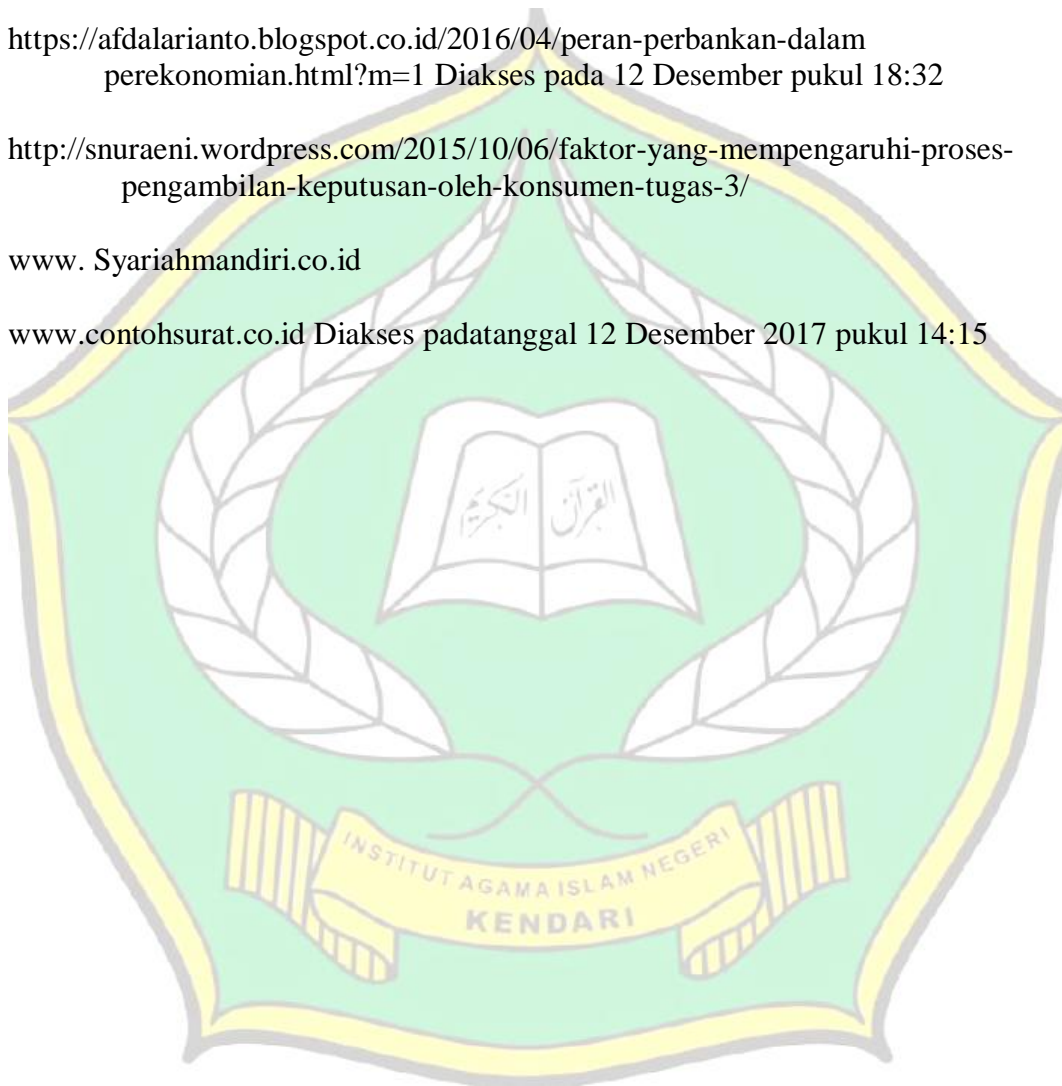 https://afdalarianto.blogspot.co.id/2016/04/peran-perbankan-dalam
perekonomian.html?m=1 Diakses pada 12 Desember pukul 18:32
http://snuraeni.wordpress.com/2015/10/06/faktor-yang-mempengaruhi-proses-
pengambilan-keputusan-oleh-konsumen-tugas-3/
www. Syariahmandiri.co.id
www.contohsurat.co.id Diakses padatanggal 12 Desember 2017 pukul 14:15
القرآن الكريم
INSTITUT AGAMA ISLAM NEGERI
KENDARI